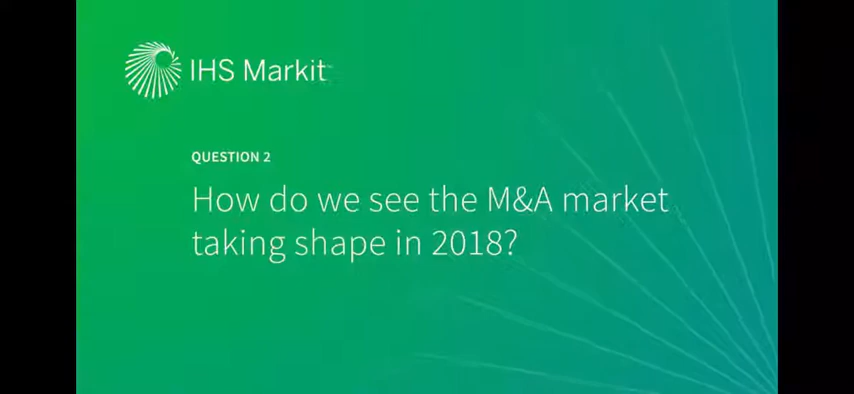 IHS Markit
QUESTION 2
How do we see the M&A market
taking shape in 2018?